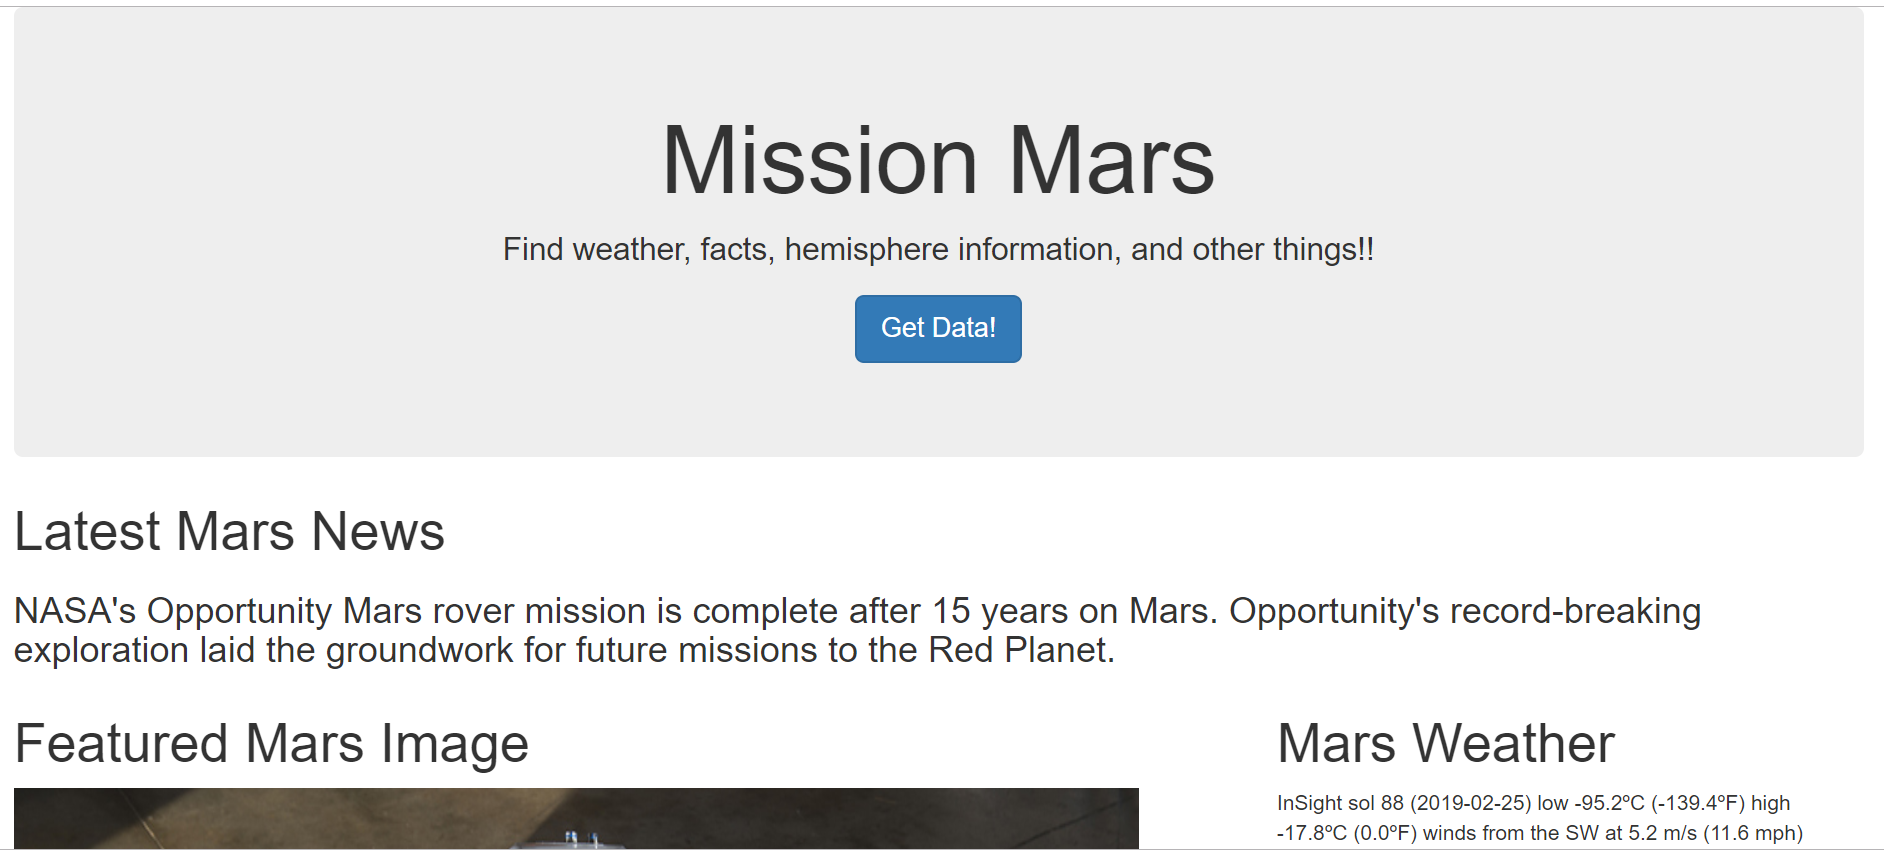 Mission Mars
Find weather, facts, hemisphere information, and other things!!
Get Data!
Latest Mars News
NASA's Opportunity Mars rover mission is complete after 15 years on Mars. Opportunity's record-breaking
exploration laid the groundwork for future missions to the Red Planet.
Featured Mars Image
Mars Weather
InSight sol 88 (2019-02-25) low -95.2ºC (-139.4ºF) high
-17.8ºC (0.0ºF) winds from the SW at 5.2 m/s (11.6 mph)